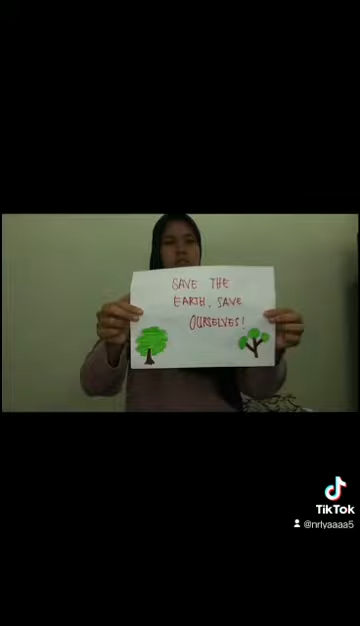 SAVE THE
EARTH. SAVE
OURSELVES!
TikTok
@nrlyaaaa5